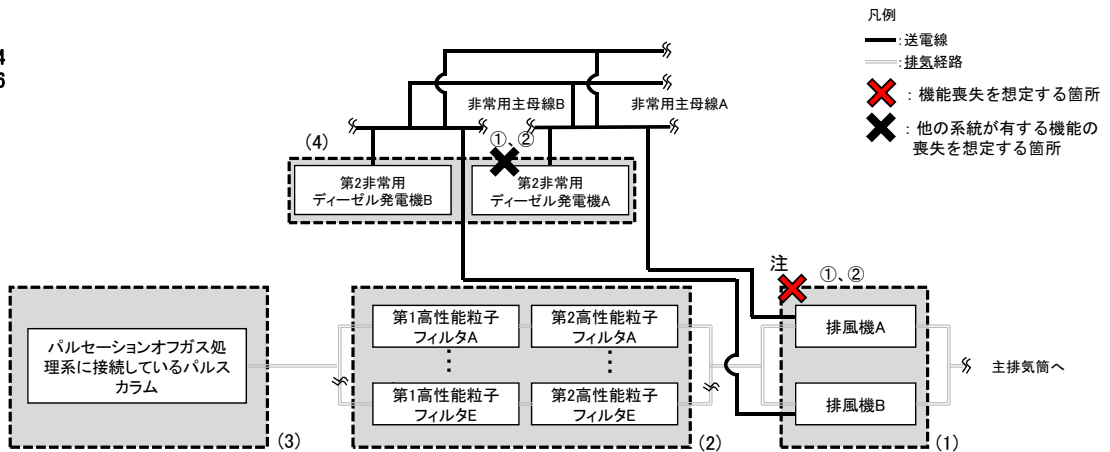 4
6
凡例
:送電線
:排気経路
:機能喪失を想定する箇所
:他の系統が有する機能の
喪失を想定する箇所
非常用主母線B
非常用主母線A
(4)
①、②
第2非常用
ディーゼル発電機B
第2非常用
ディーゼル発電機A
注
①、②
パルセーションオフガス処
理系に接続しているパルス
カラム
(3)
第1高性能粒子
フィルタA
第2高性能粒子
フィルタA
⋮
⋮
第1高性能粒子
フィルタE
第2高性能粒子
フィルタE
(2)
排風機A
排風機B
(1)
主排気筒へ